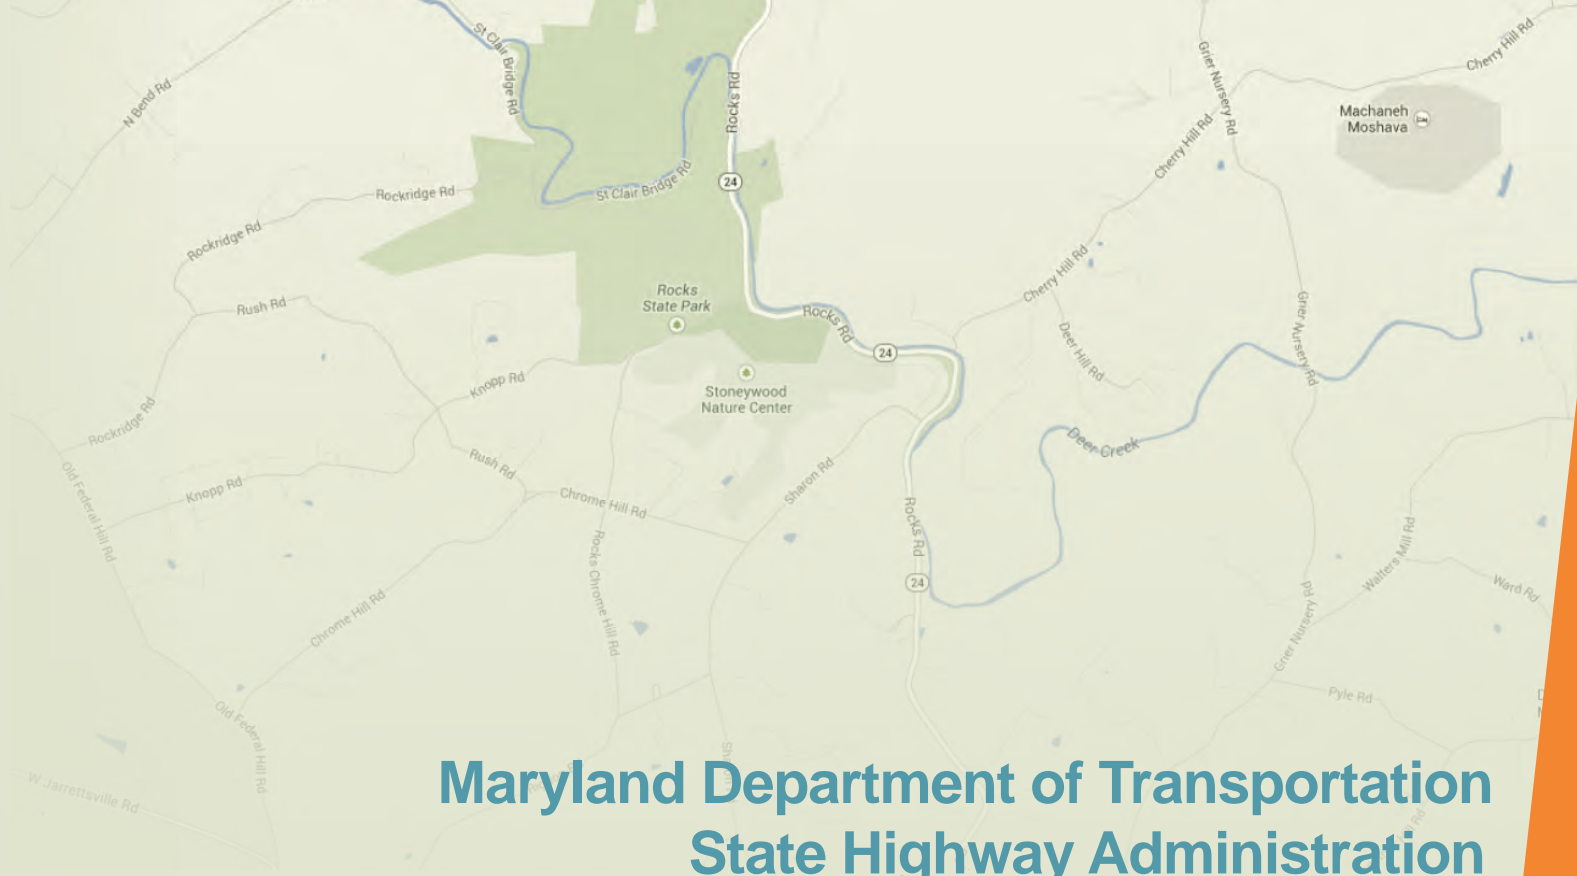 St Clair Bridge Rd
N Bend Rd
Rocks Rd
Grier Nursery Rd
Cherry Hill Rd
Machaneh
Moshava
Cherry Hill Rd
St Clair Bridge Rd
24
Rockridge Rd
Rockridge Rd
Cherry Hill Rd
Rocks
State Park
Rush Rd
Rocks Rd
Grier Nursery Rd
Deer Hill Rd
24
Knopp Rd
Stoneywood
Nature Center
Rockridge Rd
Deer Creek
Old Federal Hill Rd
Rush Rd
Sharon Rd
Knopp Rd
Chrome Hill Rd
Rocks Rd
Rocks Chrome Hill Rd
Walters Mill Rd
Ward Rd
24
Chrome Hill Rd
Grier Nursery Rd
Pyle Rd
Old Federal Hill Rd
W Jarrettsville Rd
Maryland Department of Transportation
State Highway Administration